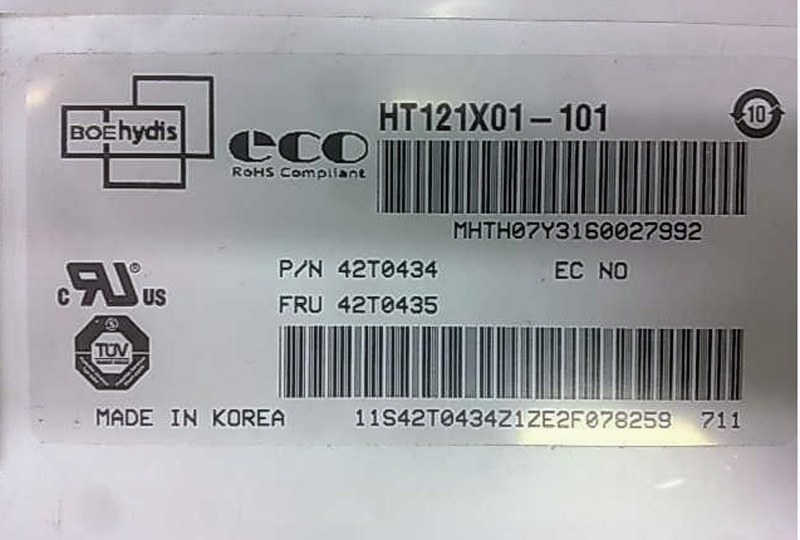 BOEhydis
eco
RoHS Compliant
HT121X01-101
10
MHTH07Y3160027992
c RU ® US
P/N 42T0434 EC NO
FRU 42T0435
TÜV
MADE IN KOREA 11S42T0434Z1ZE2F078259 711